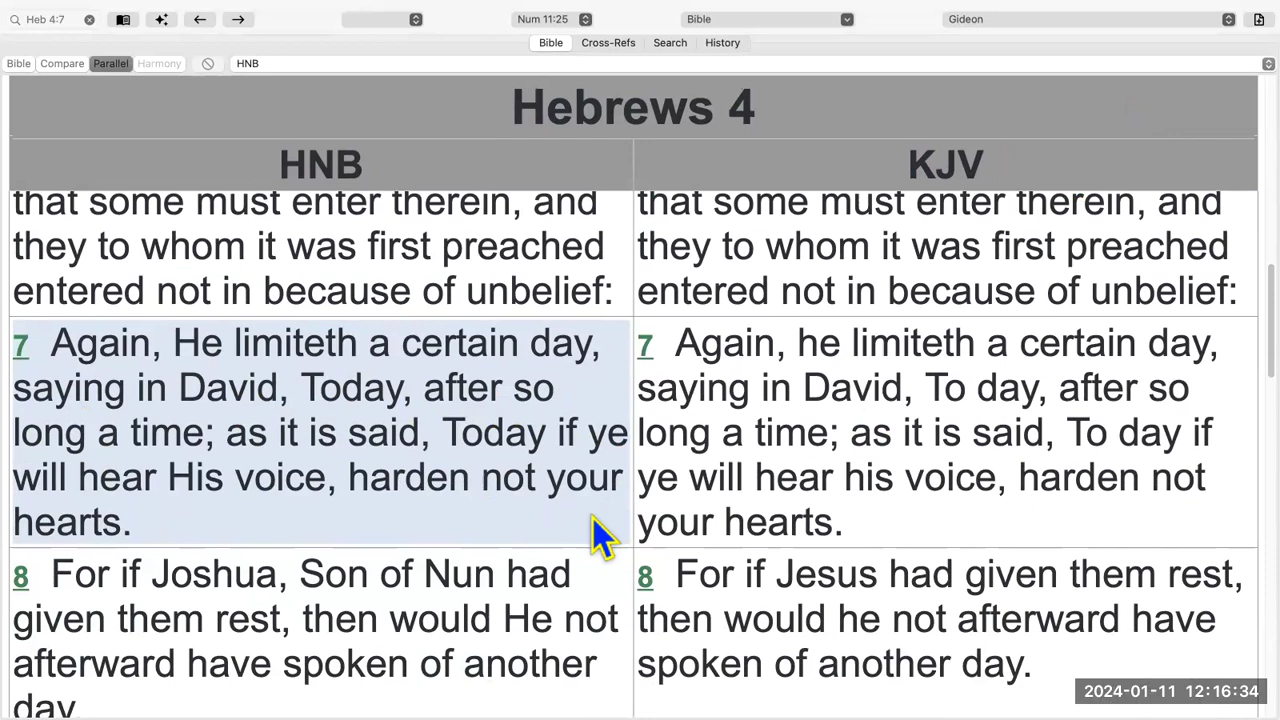 Heb 4:7
Num 11:25
Bible
Gideon
Bible
Cross-Refs
Search
History
Bible
Compare
Parallel
Harmony
HNB
Hebrews 4
HNB
KJV
that some must enter therein, and
they to whom it was first preached
entered not in because of unbelief:
7 Again, He limiteth a certain day,
saying in David, Today, after so
long a time; as it is said, Today if ye
will hear His voice, harden not your
hearts.
8 For if Joshua, Son of Nun had
given them rest, then would He not
afterward have spoken of another
day.
that some must enter therein, and
they to whom it was first preached
entered not in because of unbelief:
7 Again, he limiteth a certain day,
saying in David, To day, after so
long a time; as it is said, To day if
ye will hear his voice, harden not
your hearts.
8 For if Jesus had given them rest,
then would he not afterward have
spoken of another day.
2024-01-11 12:16:34